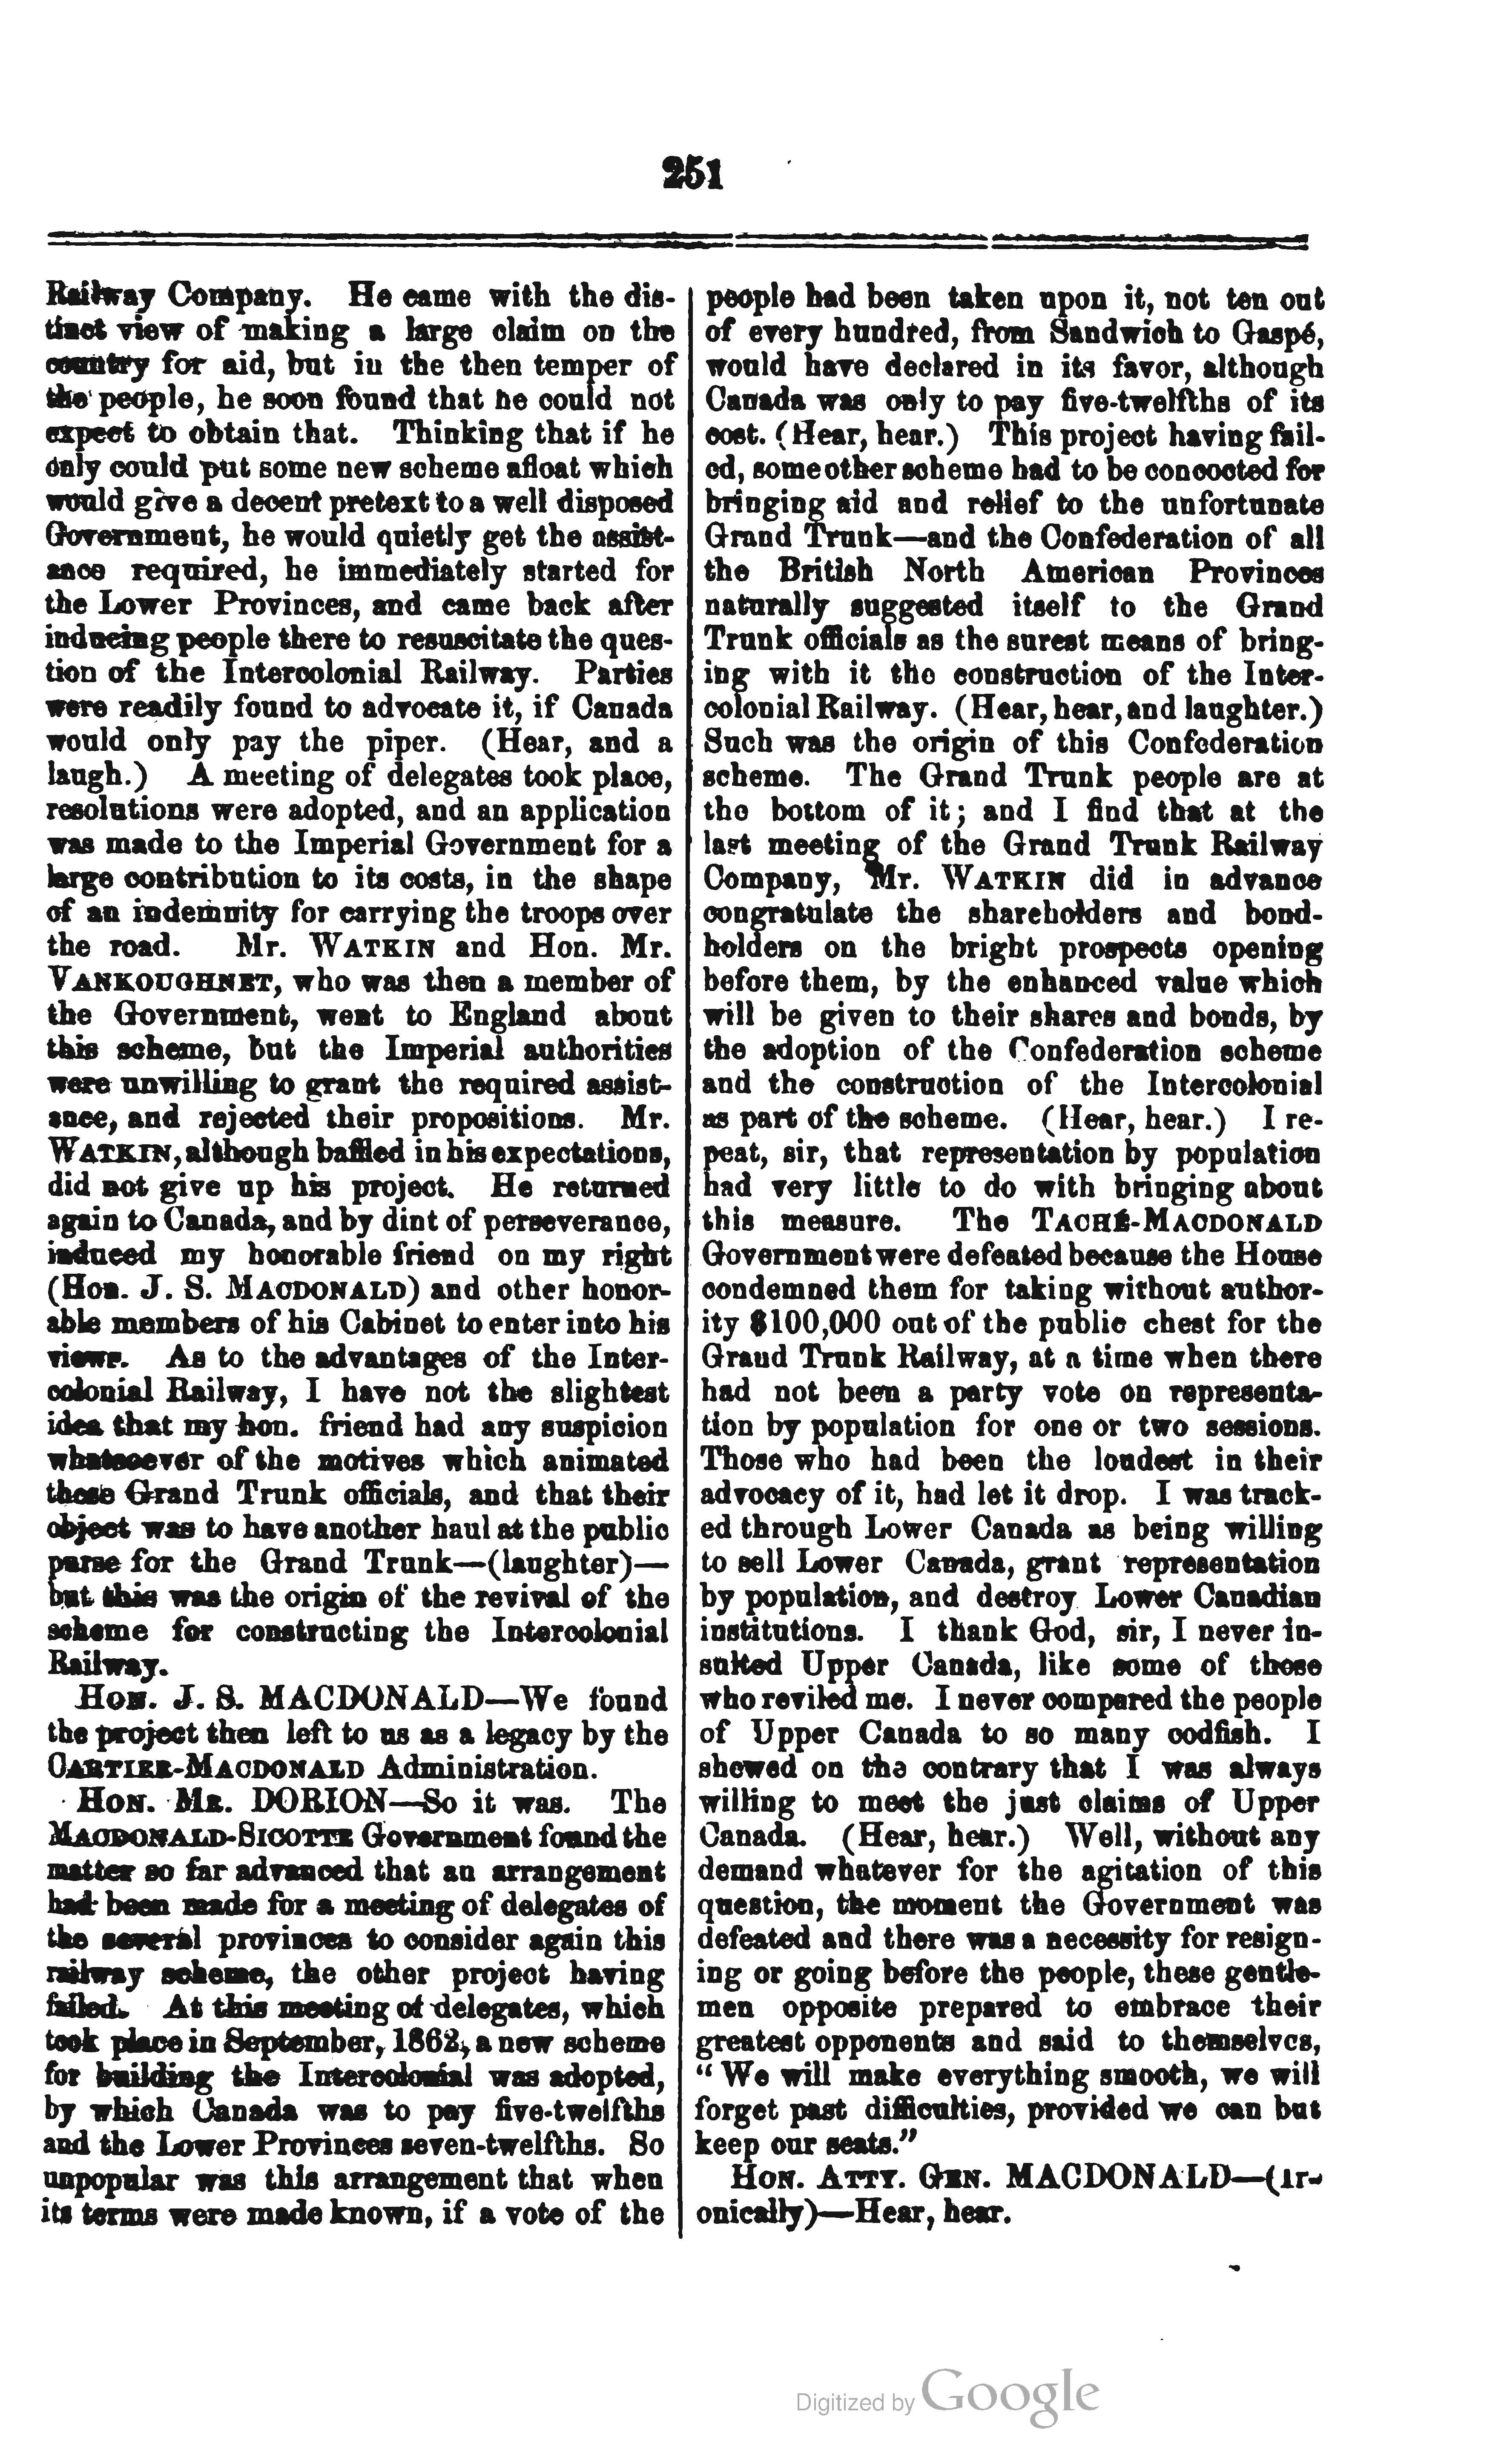 251
Railway Company. He came with the dis-
tinct view of making a large claim on the
country for aid, but in the then temper of
the people, he soon found that he could not
expect to obtain that. Thinking that if he
only could put some new scheme afloat which
would give a decent pretext to a well disposed
Government, he would quietly get the assist-
ance required, he immediately started for
the Lower Provinces, and came back after
inducing people there to resuscitate the ques-
tion of the Intercolonial Railway. Parties
were readily found to advocate it, if Canada
would only pay the piper. (Hear, and a
laugh.) A meeting of delegates took place,
resolutions were adopted, and an application
was made to the Imperial Government for a
large contribution to its costs, in the shape
of an indemnity for carrying the troops over
the road. Mr. WATKIN and Hon. Mr.
VANKOUGHNET, who was then a member of
the Government, went to England about
this scheme, but the Imperial authorities
were unwilling to grant the required assist-
ance, and rejected their propositions. Mr.
WATKIN, although baffled in his expectations,
did not give up his project. He returned
again to Canada, and by dint of perseverance,
induced my honorable friend on my right
(Hon. J. S. MACDONALD) and other honor-
able members of his Cabinet to enter into his
views. As to the advantages of the Inter-
colonial Railway, I have not the slightest
idea that my hon. friend had any suspicion
whatsoever of the motives which animated
these Grand Trunk officials, and that their
object was to have another haul at the public
purse for the Grand Trunk—(laughter)—
but this was the origin of the revival of the
scheme for constructing the Intercolonial
Railway.
HON. J. S. MACDONALD—We found
the project then left to us as a legacy by the
CARTIER-MACDONALD Administration.
HON. MR. DORION—So it was. The
MACDONALD-SICOTTE Government found the
matter so far advanced that an arrangement
had been made for a meeting of delegates of
the several provinces to consider again this
railway scheme, the other project having
failed. At this meeting of delegates, which
took place in September, 1862, a new scheme
for building the Intercolonial was adopted,
by which Canada was to pay five-twelfths
and the Lower Provinces seven-twelfths. So
unpopular was this arrangement that when
its terms were made known, if a vote of the
people had been taken upon it, not ten out
of every hundred, from Sandwich to Gaspé,
would have declared in its favor, although
Canada was only to pay five-twelfths of its
cost. (Hear, hear.) This project having fail-
ed, some other scheme had to be concocted for
bringing aid and relief to the unfortunate
Grand Trunk—and the Confederation of all
the British North American Provinces
naturally suggested itself to the Grand
Trunk officials as the surest means of bring-
ing with it the construction of the Inter-
colonial Railway. (Hear, hear, and laughter.)
Such was the origin of this Confederation
scheme. The Grand Trunk people are at
the bottom of it; and I find that at the
last meeting of the Grand Trunk Railway
Company, Mr. WATKIN did in advance
congratulate the shareholders and bond-
holders on the bright prospects opening
before them, by the enhanced value which
will be given to their shares and bonds, by
the adoption of the Confederation scheme
and the construction of the Intercolonial
as part of the scheme. (Hear, hear.) I re-
peat, sir, that representation by population
had very little to do with bringing about
this measure. The TACHÉ-MACDONALD
Government were defeated because the House
condemned them for taking without author-
ity $100,000 out of the public chest for the
Grand Trunk Railway, at a time when there
had not been a party vote on representa-
tion by population for one or two sessions.
Those who had been the loudest in their
advocacy of it, had let it drop. I was track-
ed through Lower Canada as being willing
to sell Lower Canada, grant representation
by population, and destroy Lower Canadian
institutions. I thank God, sir, I never in-
sulted Upper Canada, like some of those
who reviled me. I never compared the people
of Upper Canada to so many codfish. I
shewed on the contrary that I was always
willing to meet the just claims of Upper
Canada. (Hear, hear.) Well, without any
demand whatever for the agitation of this
question, the moment the Government was
defeated and there was a necessity for resign-
ing or going before the people, these gentle-
men opposite prepared to embrace their
greatest opponents and said to themselves,
"We will make everything smooth, we will
forget past difficulties, provided we can but
keep our seats."
HON. ATTY. GEN. MACDONALD—(Ir-
onically)—Hear, hear.
Digitized by Google